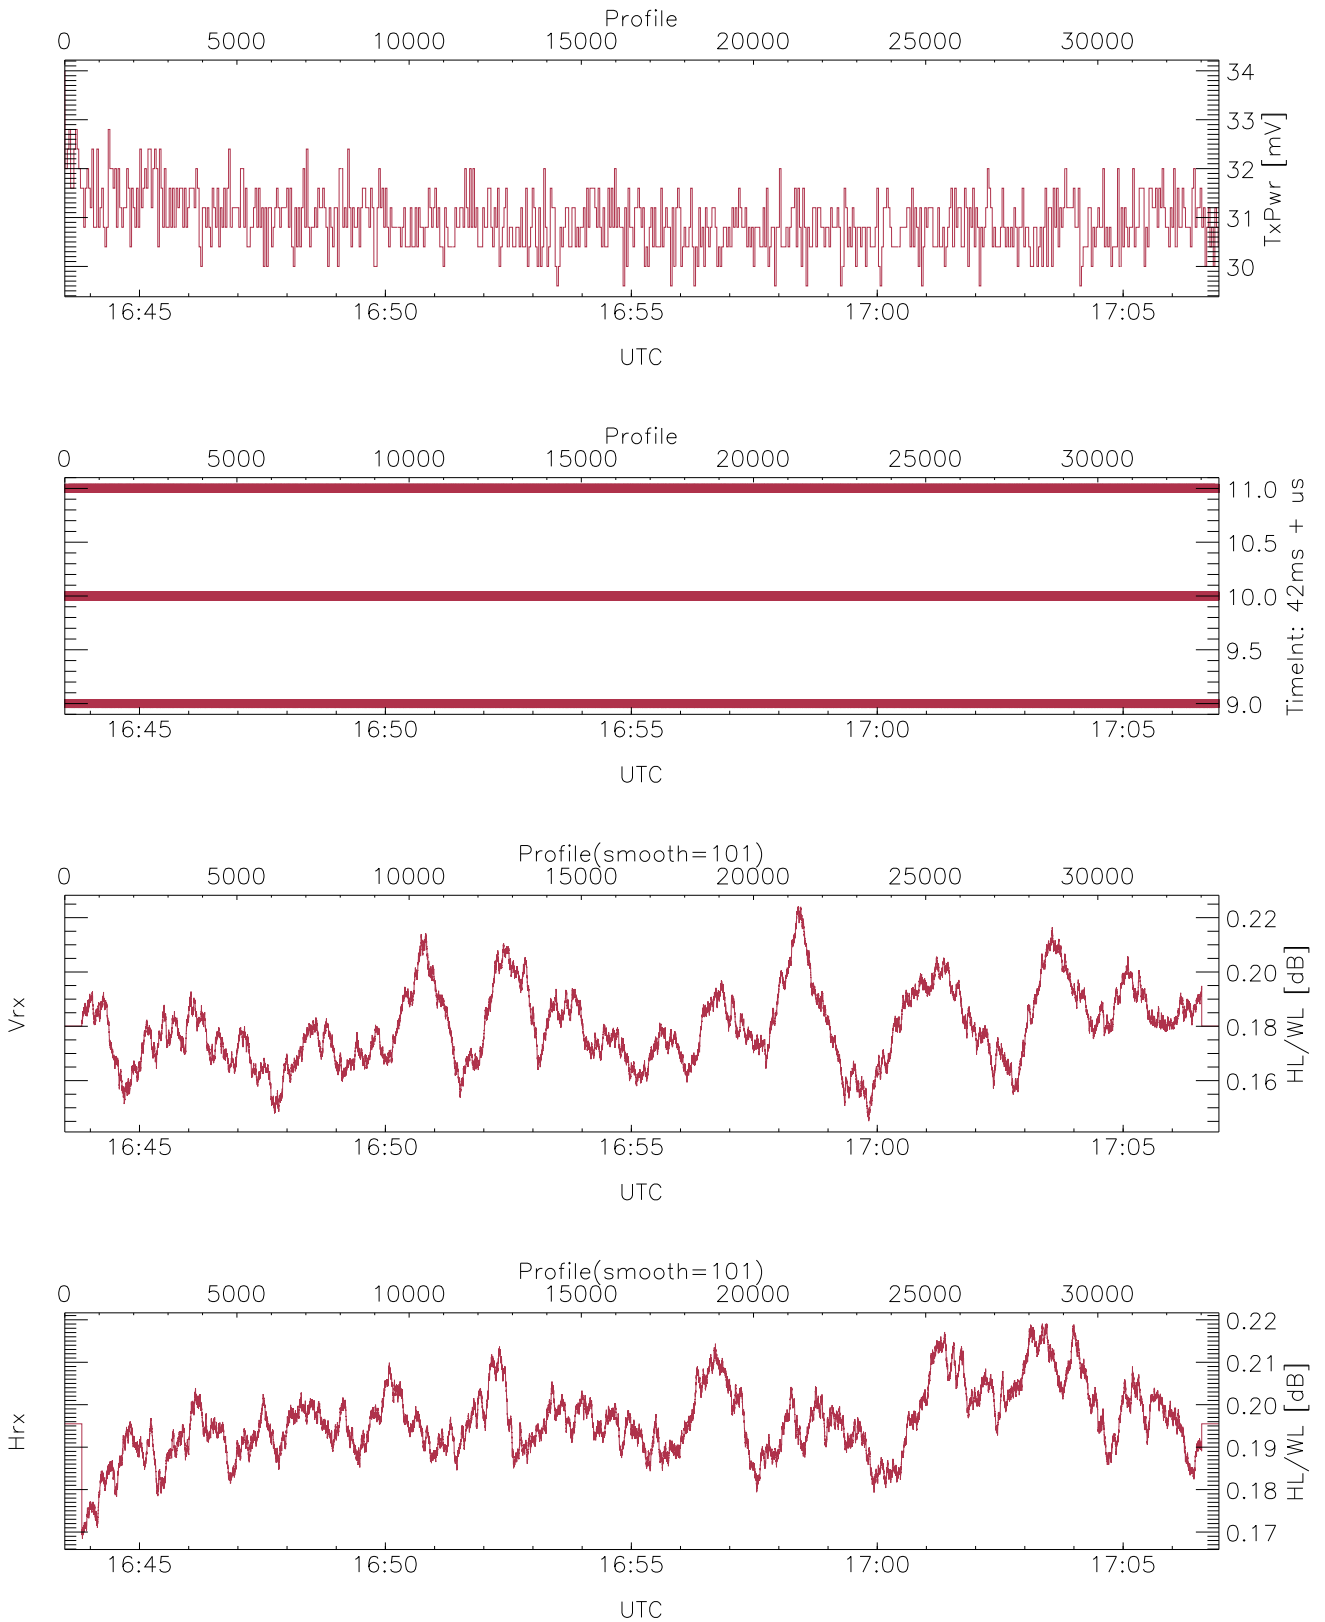 Profile
0 5000 10000 15000 20000 25000 30000
34
33
32
31
30
TxPwr [mV]
16:45 16:50 16:55 17:00 17:05
UTC
Profile
0 5000 10000 15000 20000 25000 30000
11.0
10.5
10.0
9.5
9.0
TimeInt: 42ms + us
16:45 16:50 16:55 17:00 17:05
UTC
Profile(smooth=101)
0 5000 10000 15000 20000 25000 30000
Vrx
0.22
0.20
0.18
0.16
HL/WL [dB]
16:45 16:50 16:55 17:00 17:05
UTC
Profile(smooth=101)
0 5000 10000 15000 20000 25000 30000
Hrx
0.22
0.21
0.20
0.19
0.18
0.17
HL/WL [dB]
16:45 16:50 16:55 17:00 17:05
UTC